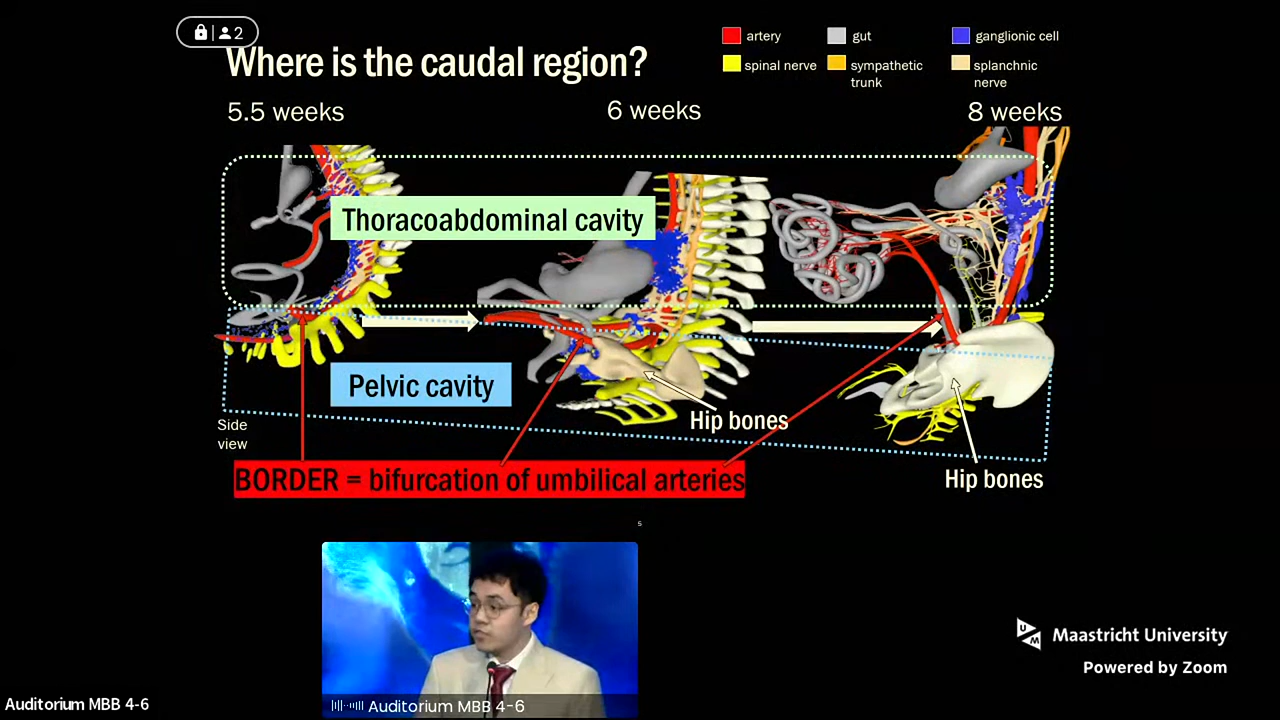 2
Where is the caudal region?
artery
gut
ganglionic cell
spinal nerve
sympathetic
trunk
splanchnic
nerve
5.5 weeks
6 weeks
8 weeks
Thoracoabdominal cavity
Pelvic cavity
Side
view
Hip bones
BORDER = bifurcation of umbilical arteries
Hip bones
5
UM
Maastricht University
Powered by Zoom
Auditorium MBB 4-6
Auditorium MBB 4-6